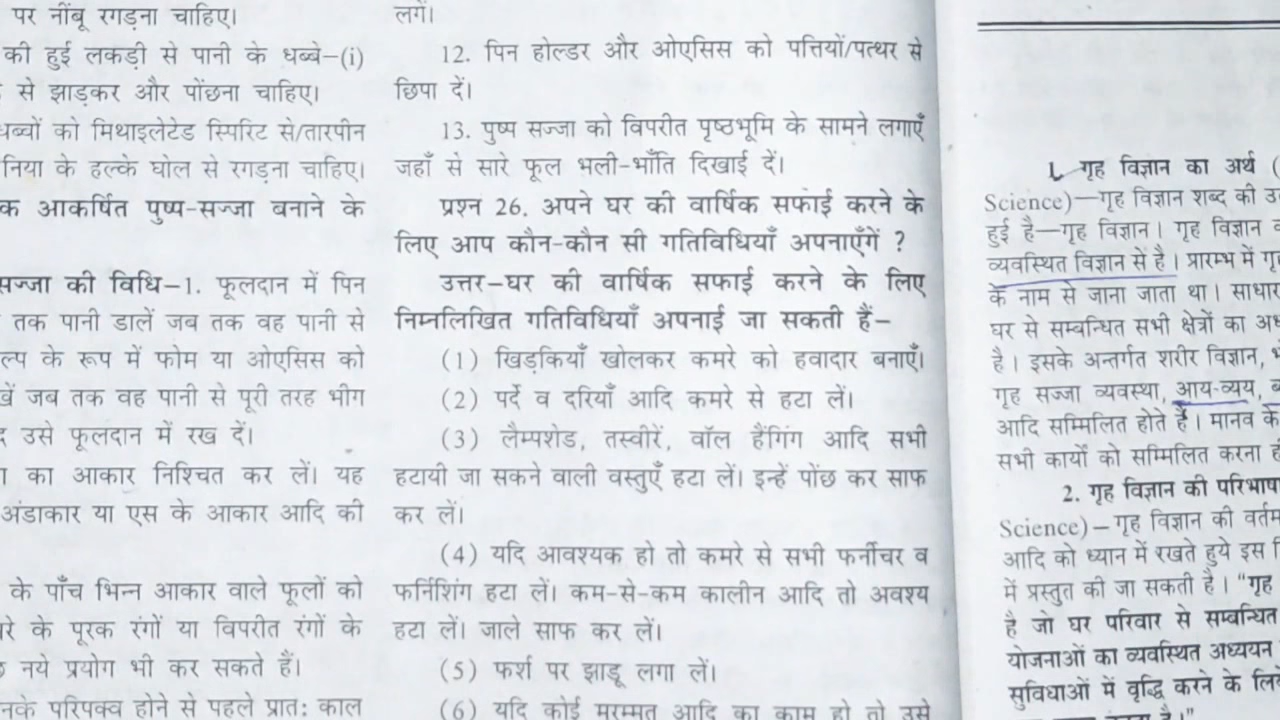 पर नींबू रगड़ना चाहिए।
की हुई लकड़ी से पानी के धब्बे–(i)
से झाड़कर और पोंछना चाहिए।
धब्बों को मिथाइलेटेड स्पिरिट से/तारपीन
निया के हल्के घोल से रगड़ना चाहिए।
क आकर्षित पुष्प-सज्जा बनाने के
सज्जा की विधि–1. फूलदान में पिन
तक पानी डालें जब तक वह पानी से
ल्प के रूप में फोम या ओएसिस को
खें जब तक वह पानी से पूरी तरह भीग
उसे फूलदान में रख दें।
का आकार निश्चित कर लें। यह
अंडाकार या एस के आकार आदि की
के पाँच भिन्न आकार वाले फूलों को
रे के पूरक रंगों या विपरीत रंगों के
नये प्रयोग भी कर सकते हैं।
नके परिपक्व होने से पहले प्रात: काल
लगें।
12. पिन होल्डर और ओएसिस को पत्तियों/पत्थर से
छिपा दें।
13. पुष्प सज्जा को विपरीत पृष्ठभूमि के सामने लगाएँ
जहाँ से सारे फूल भली-भाँति दिखाई दें।
प्रश्न 26. अपने घर की वार्षिक सफाई करने के
लिए आप कौन-कौन सी गतिविधियाँ अपनाएँगें ?
उत्तर–घर की वार्षिक सफाई करने के लिए
निम्नलिखित गतिविधियाँ अपनाई जा सकती हैं–
(1) खिड़कियाँ खोलकर कमरे को हवादार बनाएँ।
(2) पर्दे व दरियाँ आदि कमरे से हटा लें।
(3) लैम्पशेड, तस्वीरें, वॉल हैंगिंग आदि सभी
हटायी जा सकने वाली वस्तुएँ हटा लें। इन्हें पोंछ कर साफ
कर लें।
(4) यदि आवश्यक हो तो कमरे से सभी फर्नीचर व
फर्निशिंग हटा लें। कम-से-कम कालीन आदि तो अवश्य
हटा लें। जाले साफ कर लें।
(5) फर्श पर झाड़ू लगा लें।
(6) यदि कोई मरम्मत आदि का काम हो तो उसे
1. गृह विज्ञान का अर्थ (
Science)—गृह विज्ञान शब्द की
हुई है—गृह विज्ञान। गृह विज्ञान
व्यवस्थित विज्ञान से है। प्रारम्भ में
के नाम से जाना जाता था। साधार
घर से सम्बन्धित सभी क्षेत्रों का
है। इसके अन्तर्गत शरीर विज्ञान,
गृह सज्जा व्यवस्था, आय-व्यय,
आदि सम्मिलित होते हैं। मानव के
सभी कार्यों को सम्मिलित करना
2. गृह विज्ञान की परिभाषा
Science)–गृह विज्ञान की वर्तम
आदि को ध्यान में रखते हुये इस
में प्रस्तुत की जा सकती है। "गृह
है जो घर परिवार से सम्बन्धित
योजनाओं का व्यवस्थित अध्ययन
सुविधाओं में वृद्धि करने के लिए